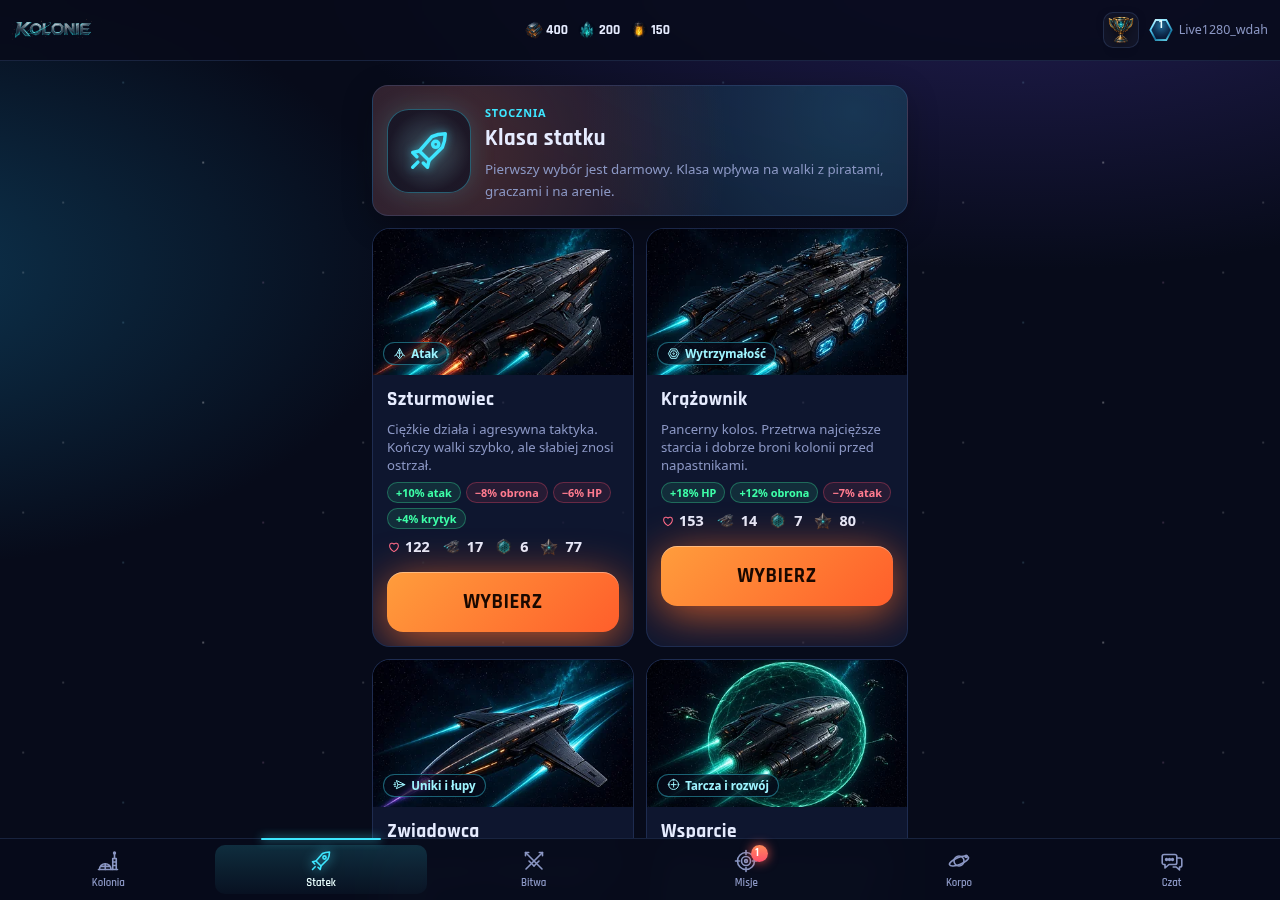 KOLONIE
400 200 150
Live1280_wdah
STOCZNIA
Klasa statku
Pierwszy wybór jest darmowy. Klasa wpływa na walki z piratami,
graczami i na arenie.
Atak
Szturmowiec
Ciężkie działa i agresywna taktyka.
Kończy walki szybko, ale słabiej znosi
ostrzał.
+10% atak −8% obrona −6% HP
+4% krytyk
122 17 6 77
WYBIERZ
Wytrzymałość
Krążownik
Pancerny kolos. Przetrwa najcięższe
starcia i dobrze broni kolonii przed
napastnikami.
+18% HP +12% obrona −7% atak
153 14 7 80
WYBIERZ
Uniki i łupy
Zwiadowca
Tarcza i rozwój
Wsparcie
Kolonia
Statek
Bitwa
1
Misje
Korpo
Czat